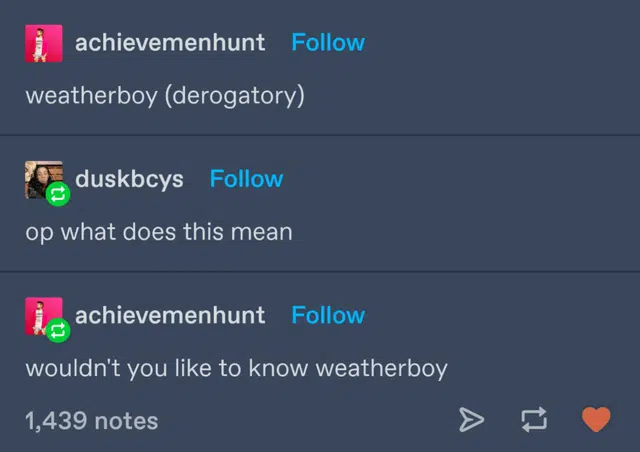 achievemenhunt Follow
weatherboy (derogatory)
duskbcys Follow
op what does this mean
achievemenhunt Follow
wouldn't you like to know weatherboy
1,439 notes